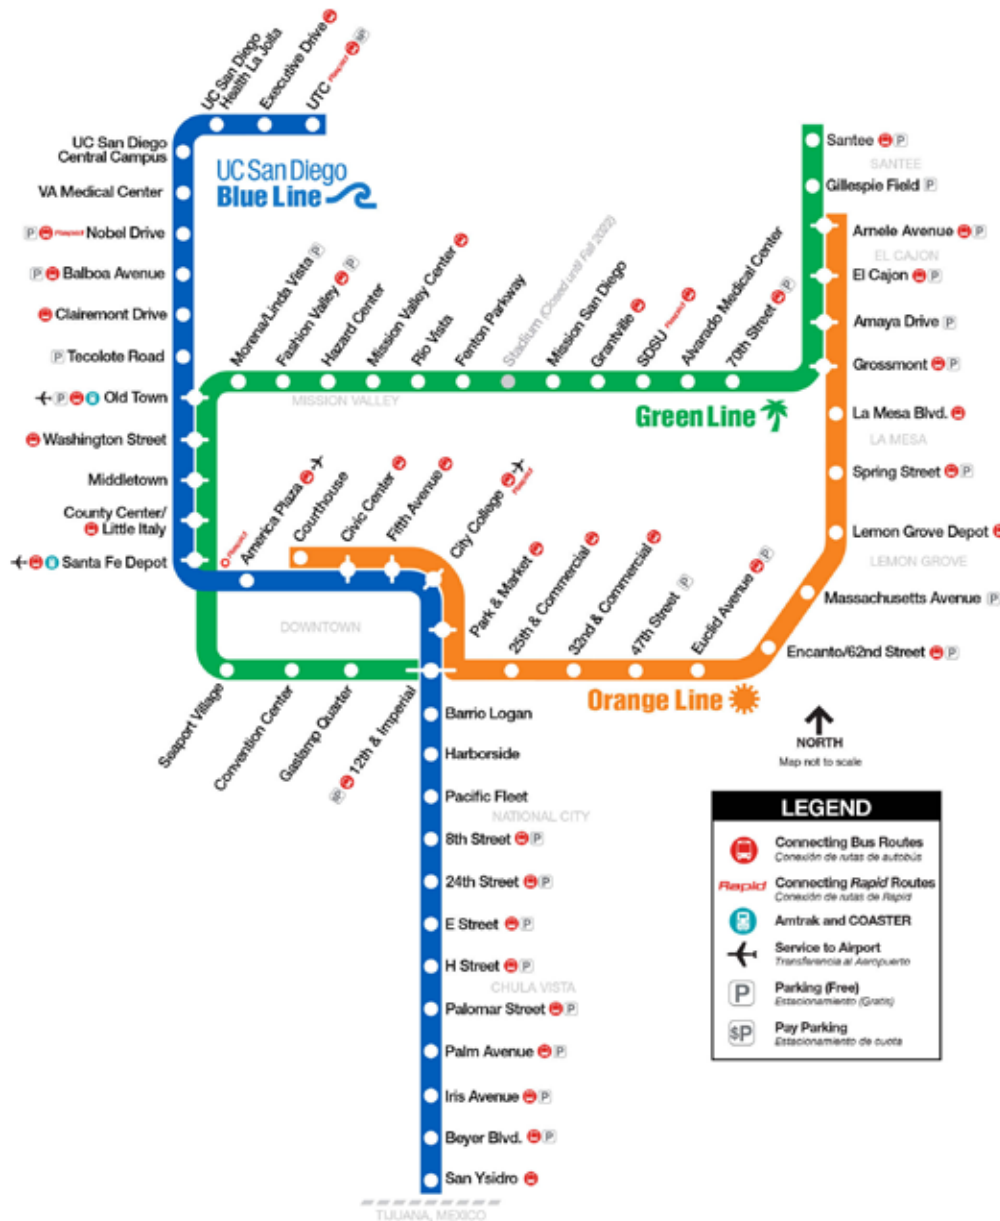 UC San Diego
Health La Jolla
Executive Drive
UTC Rapid $P
UC San Diego
Central Campus
VA Medical Center
P Rapid Nobel Drive
P Balboa Avenue
Clairemont Drive
P Tecolote Road
P Old Town
Washington Street
Middletown
County Center/
Little Italy
Santa Fe Depot
UC San Diego
Blue Line
Morena/Linda Vista P
Fashion Valley P
Hazard Center
Mission Valley Center
Rio Vista
Fenton Parkway
Stadium (Closed until Fall 2022)
Mission San Diego
Grantville
SDSU Rapid
Alvarado Medical Center
70th Street P
MISSION VALLEY
Green Line
Santee P
SANTEE
Gillespie Field P
Arnele Avenue P
EL CAJON
El Cajon P
Amaya Drive P
Grossmont P
La Mesa Blvd.
LA MESA
Spring Street P
Lemon Grove Depot
LEMON GROVE
Massachusetts Avenue P
Encanto/62nd Street P
Rapid
America Plaza
Courthouse
Civic Center
Fifth Avenue
City College Rapid
Park & Market
25th & Commercial
32nd & Commercial
47th Street P
Euclid Avenue P
DOWNTOWN
Orange Line
Seaport Village
Convention Center
Gaslamp Quarter
$P 12th & Imperial
Barrio Logan
Harborside
Pacific Fleet
NATIONAL CITY
8th Street P
24th Street P
E Street P
H Street P
CHULA VISTA
Palomar Street P
Palm Avenue P
Iris Avenue P
Beyer Blvd. P
San Ysidro
TIJUANA, MEXICO
NORTH
Map not to scale
LEGEND
Connecting Bus Routes
Conexión de rutas de autobús
Rapid Connecting Rapid Routes
Conexión de rutas de Rapid
Amtrak and COASTER
Service to Airport
Transferencia al Aeropuerto
P Parking (Free)
Estacionamiento (Gratis)
$P Pay Parking
Estacionamiento de cuota